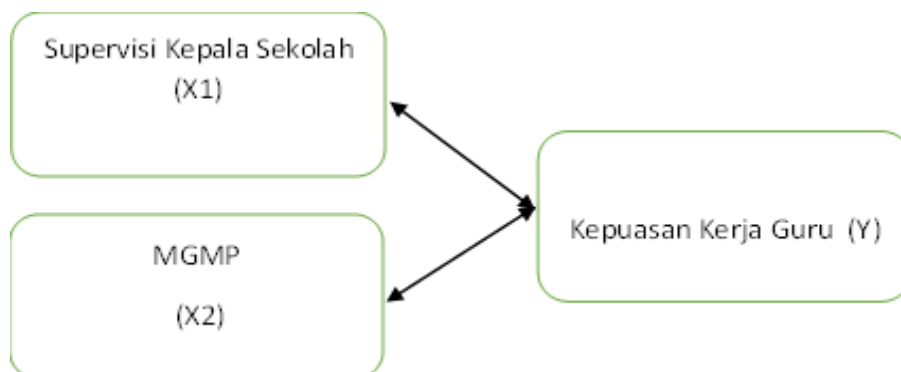 Supervisi Kepala Sekolah
(X1)
MGMP
(X2)
Kepuasan Kerja Guru (Y)